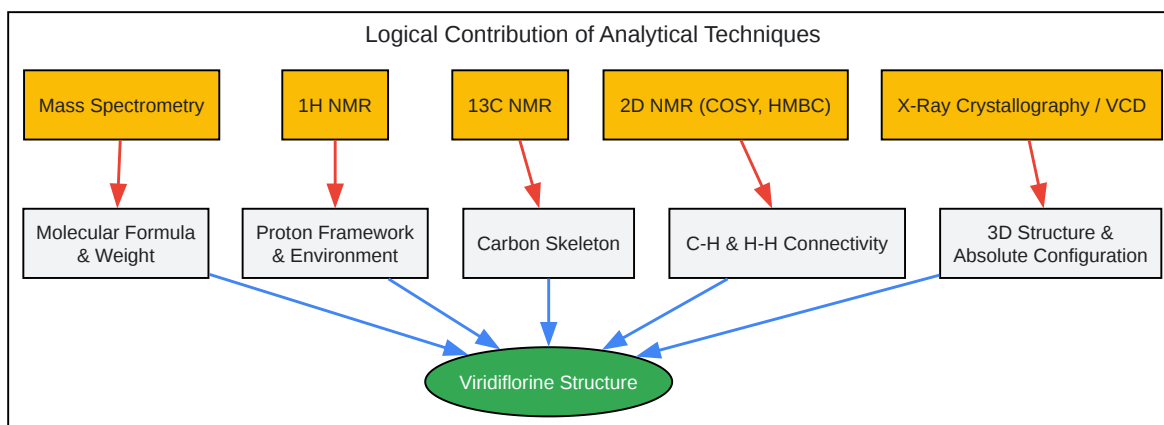 Logical Contribution of Analytical Techniques
Mass Spectrometry
1H NMR
13C NMR
2D NMR (COSY, HMBC)
X-Ray Crystallography / VCD
Molecular Formula
& Weight
Proton Framework
& Environment
Carbon Skeleton
C-H & H-H Connectivity
3D Structure &
Absolute Configuration
Viridiflorine Structure